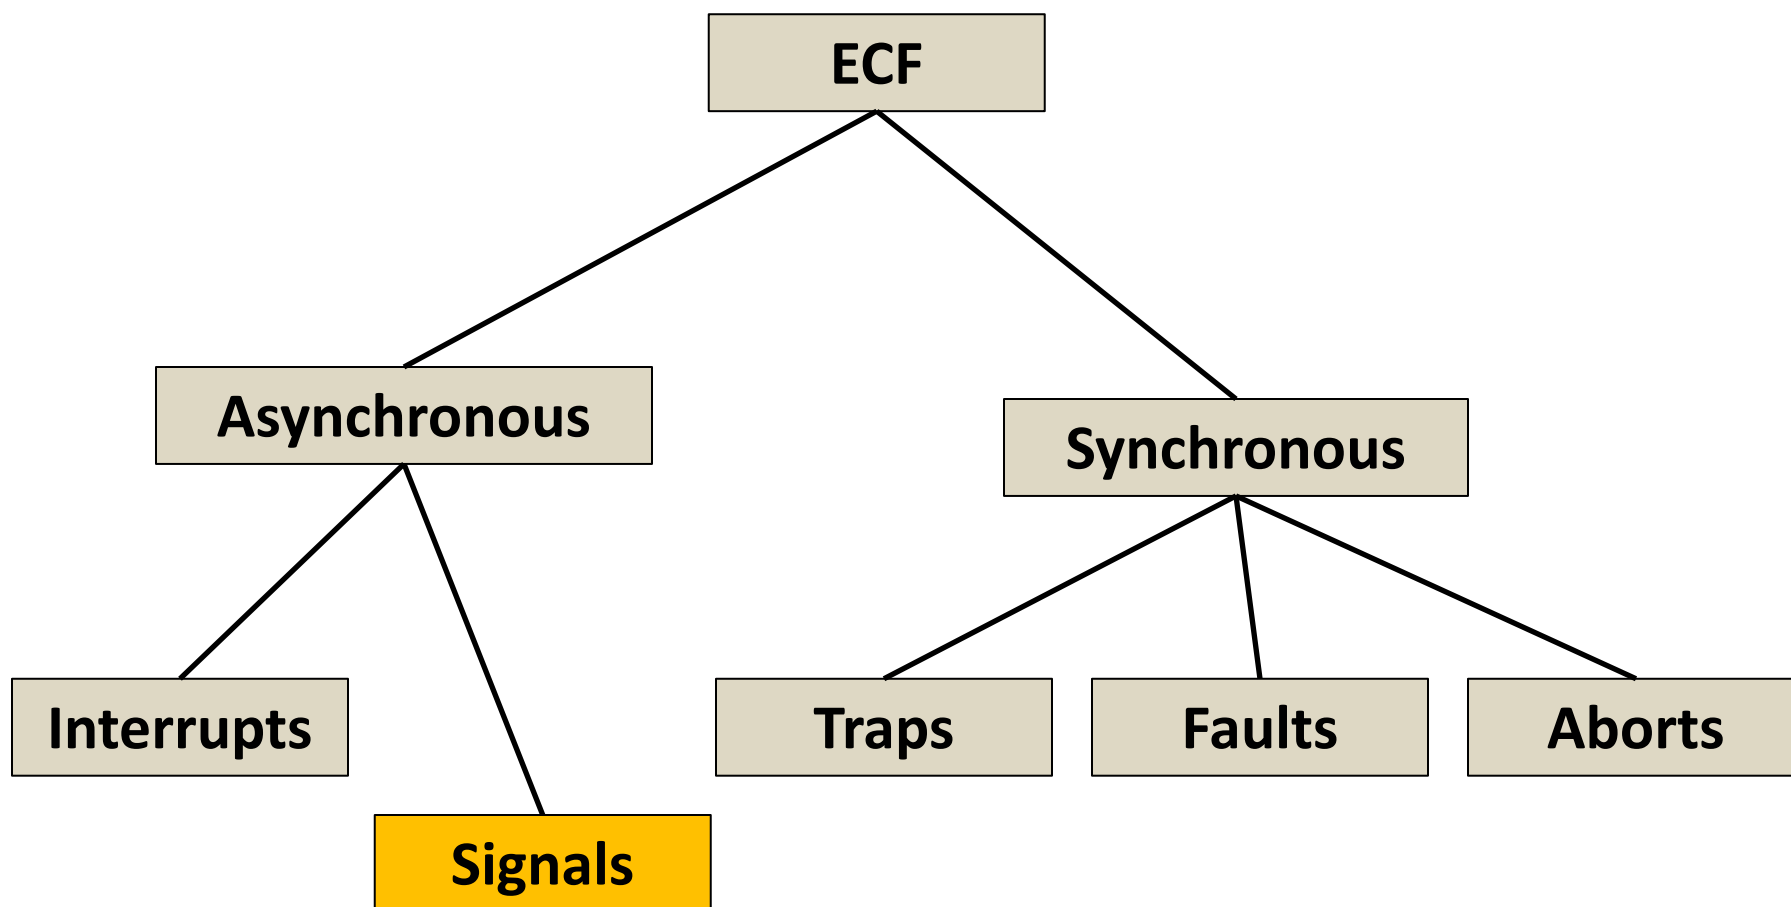 ECF
Asynchronous
Synchronous
Interrupts
Traps
Faults
Aborts
Signals